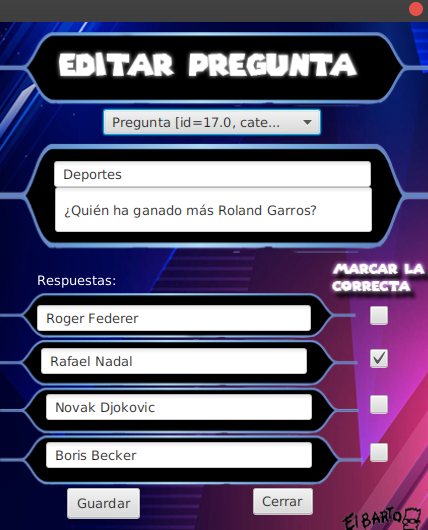 EDITAR PREGUNTA
Pregunta [id=17.0, cate...
Deportes
¿Quién ha ganado más Roland Garros?
Respuestas:
MARCAR LA
CORRECTA
Roger Federer
Rafael Nadal
Novak Djokovic
Boris Becker
Guardar
Cerrar
El BARTO